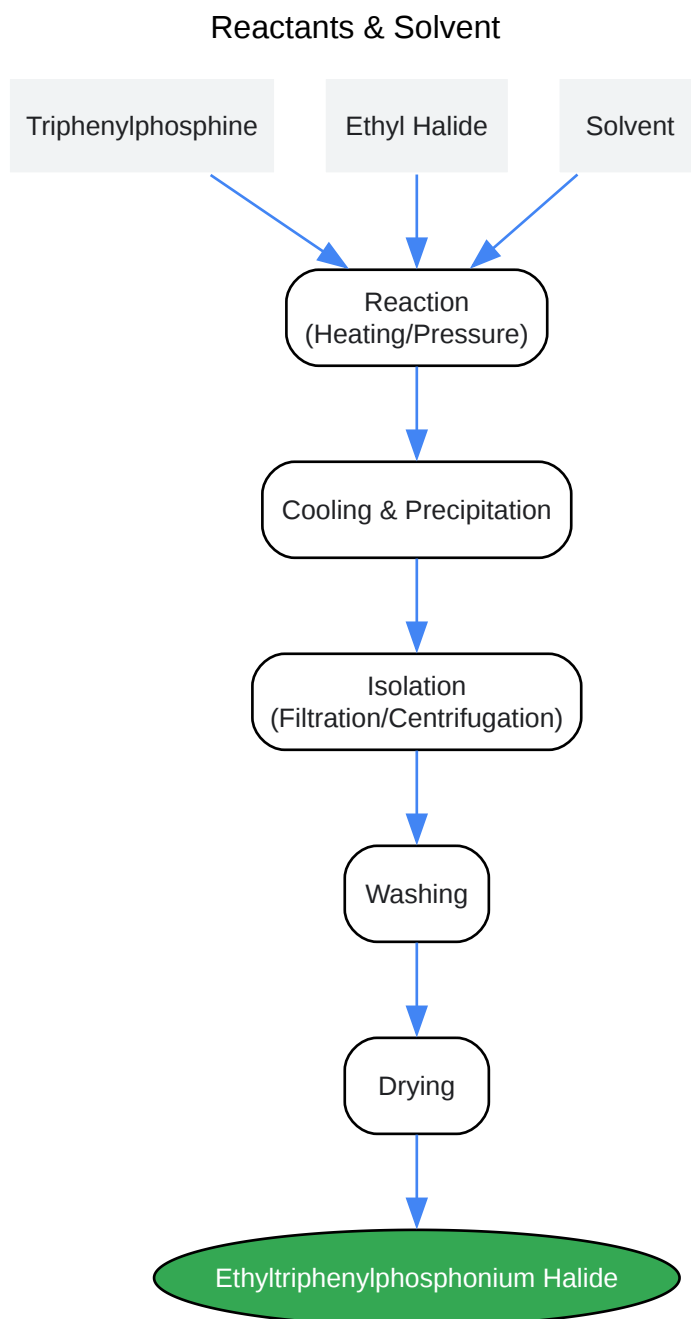 Reactants & Solvent
Triphenylphosphine
Ethyl Halide
Solvent
Reaction
(Heating/Pressure)
Cooling & Precipitation
Isolation
(Filtration/Centrifugation)
Washing
Drying
Ethyltriphenylphosphonium Halide